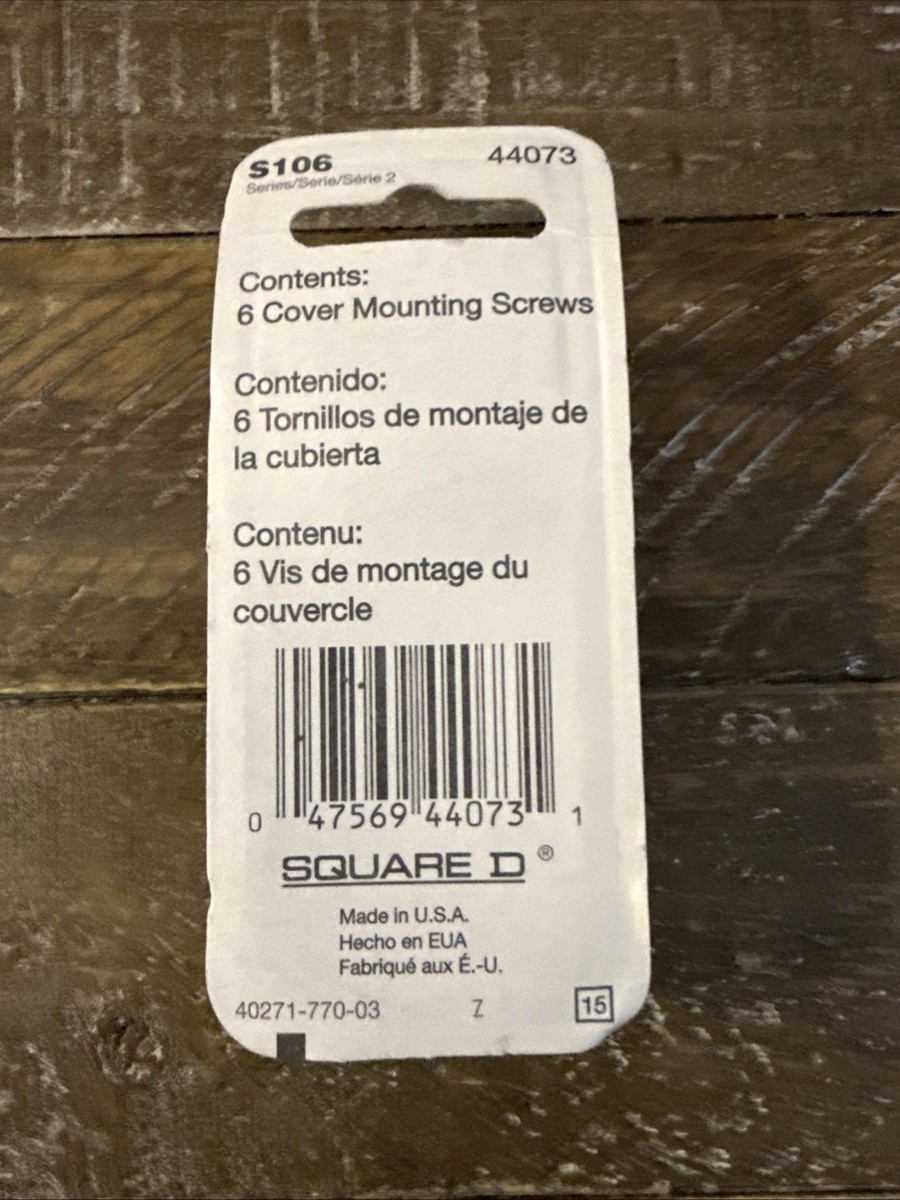 S106
44073
Series/Serie/Série 2
Contents:
6 Cover Mounting Screws
Contenido:
6 Tornillos de montaje de
la cubierta
Contenu:
6 Vis de montage du
couvercle
0 47569 44073 1
SQUARE D ®
Made in U.S.A.
Hecho en EUA
Fabriqué aux É.-U.
40271-770-03 Z 15